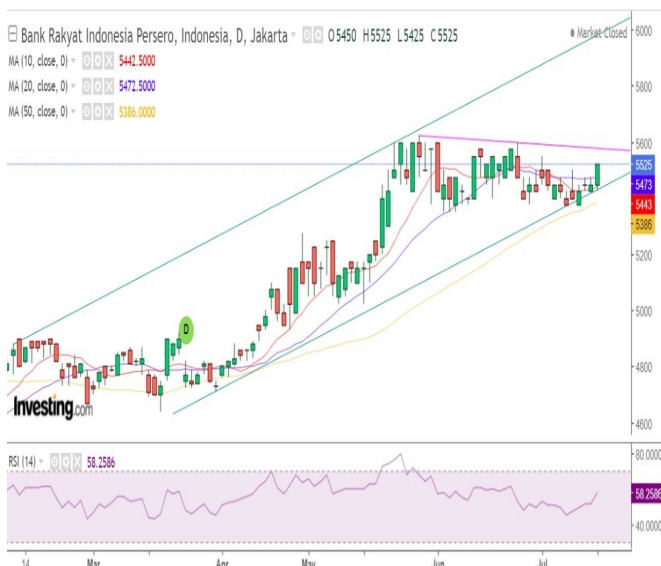 Bank Rakyat Indonesia Persero, Indonesia, D, Jakarta O5450 H5525 L5425 C5525
Market Closed
MA (10, close, 0) 5442.5000
MA (20, close, 0) 5472.5000
MA (50, close, 0) 5386.0000
6000
5800
5600
5525
5473
5443
5386
5200
5000
4800
4600
D
Investing.com
RSI (14) 58.2586
80.0000
58.2586
40.0000
14 Mar Apr May Jun Jul